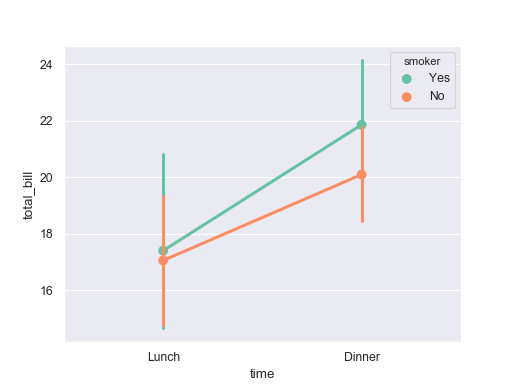 smoker
Yes
No
24
22
20
18
16
total_bill
Lunch
Dinner
time